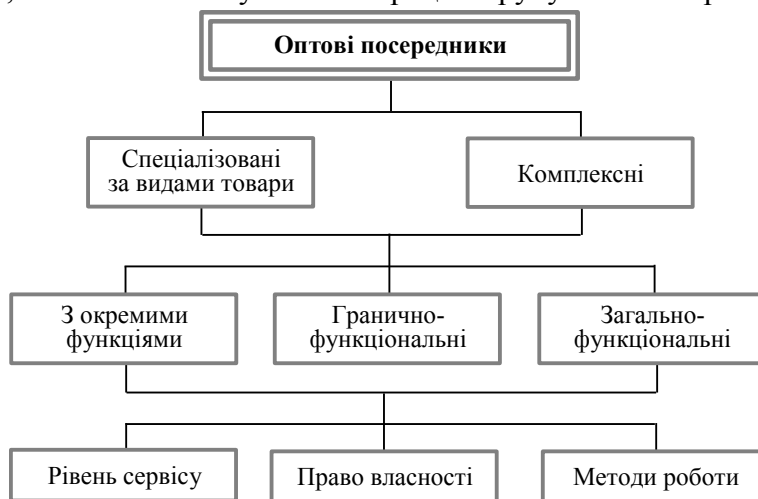 Оптові посередники
Спеціалізовані
за видами товари
Комплексні
З окремими
функціями
Гранично-
функціональні
Загально-
функціональні
Рівень сервісу
Право власності
Методи роботи